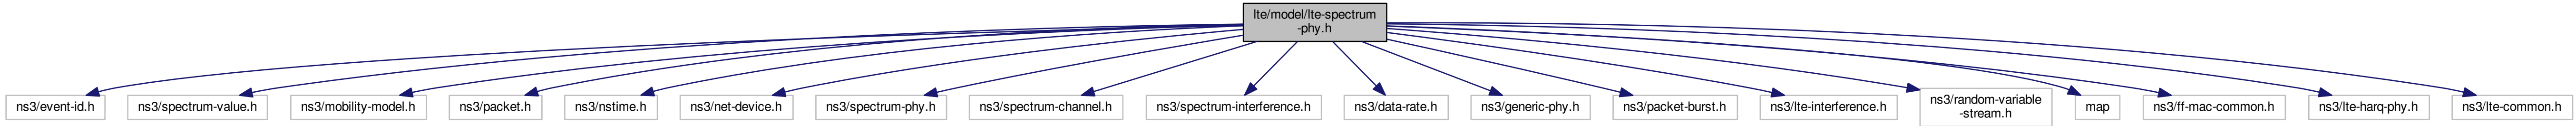 lte/model/lte-spectrum
-phy.h
ns3/event-id.h
ns3/spectrum-value.h
ns3/mobility-model.h
ns3/packet.h
ns3/nstime.h
ns3/net-device.h
ns3/spectrum-phy.h
ns3/spectrum-channel.h
ns3/spectrum-interference.h
ns3/data-rate.h
ns3/generic-phy.h
ns3/packet-burst.h
ns3/lte-interference.h
ns3/random-variable
-stream.h
map
ns3/ff-mac-common.h
ns3/lte-harq-phy.h
ns3/lte-common.h